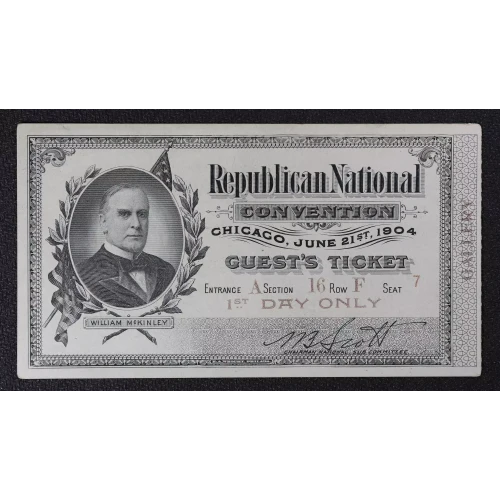 Republican National
CONVENTION
CHICAGO, JUNE 21ST, 1904
GUEST'S TICKET
ENTRANCE A SECTION 16 ROW F SEAT 7
1ST DAY ONLY
WILLIAM McKINLEY
W B Scott
CHAIRMAN NATIONAL SUB COMMITTEE
GALLERY